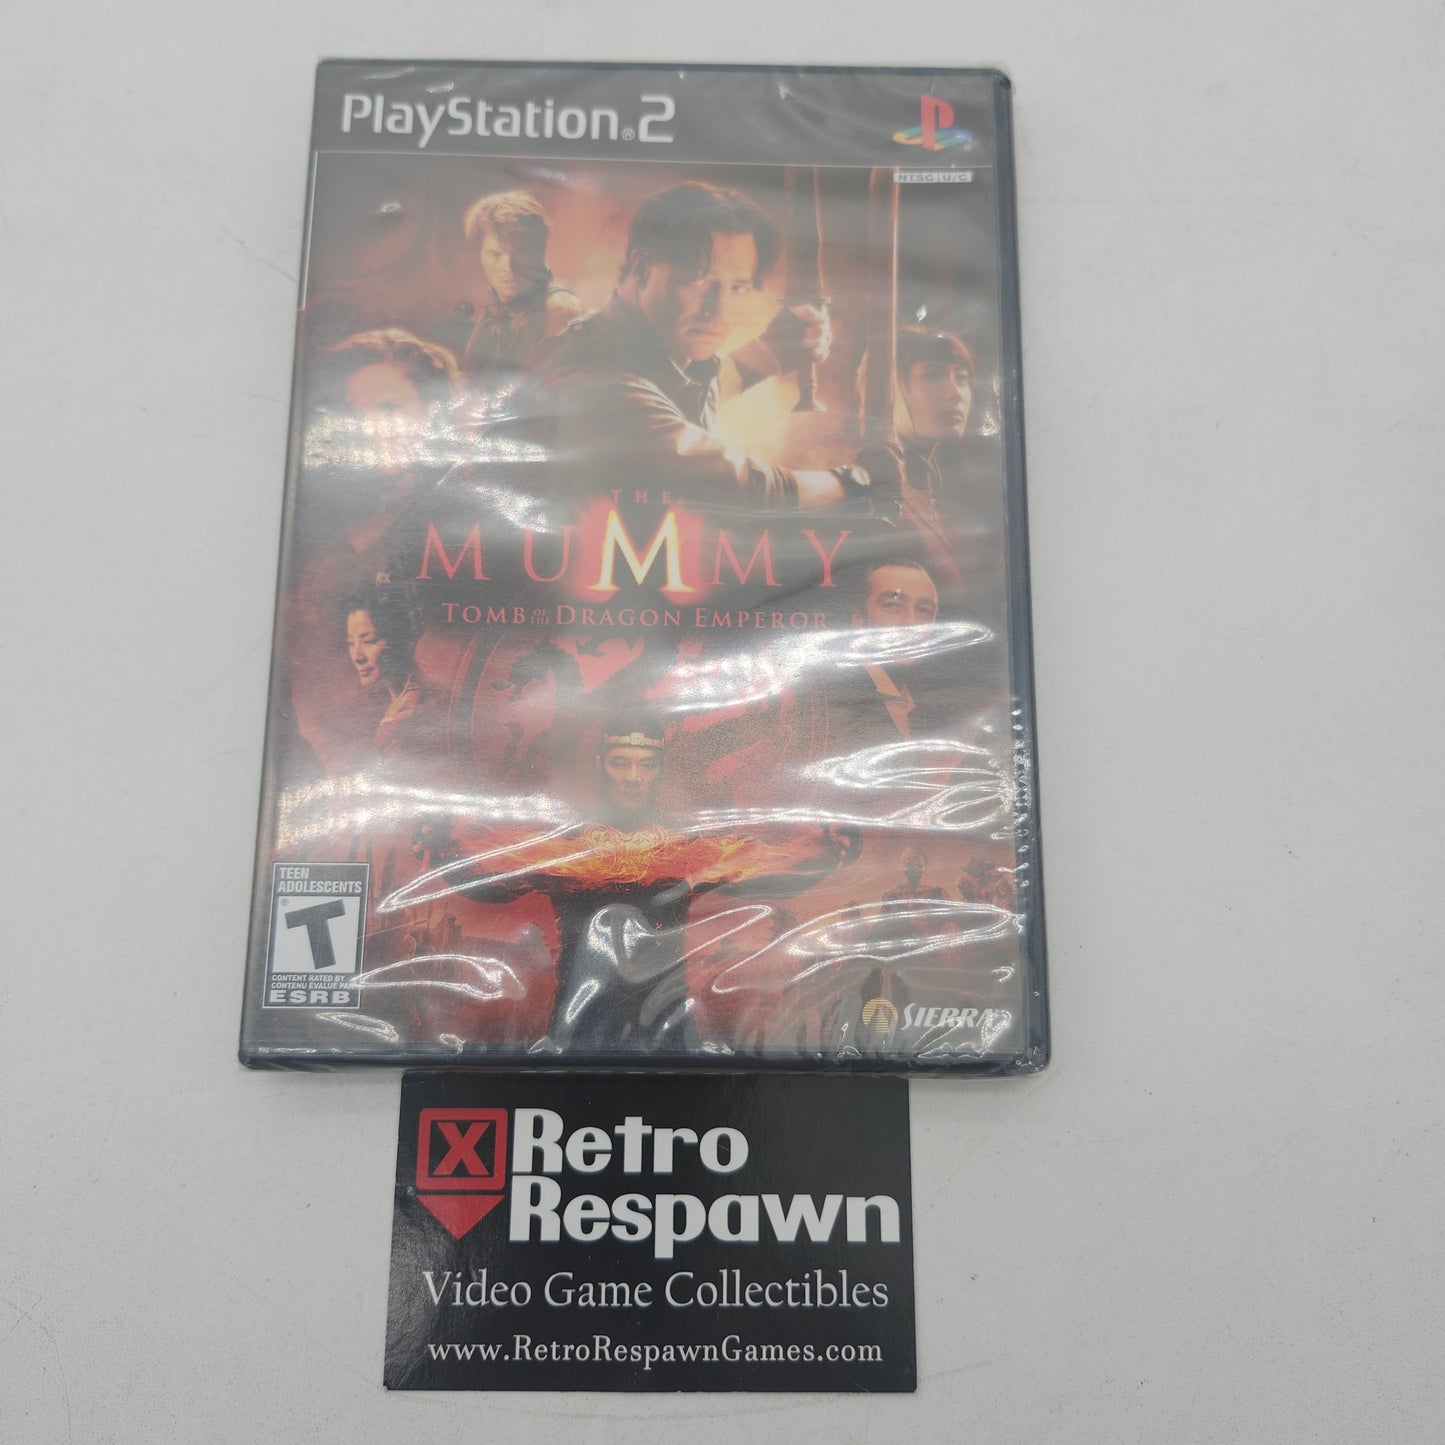 PlayStation®2
NTSC U/C
THE
MUMMY
TOMB OF THE DRAGON EMPEROR
TEEN
ADOLESCENTS
T®
CONTENT RATED BY
CONTENU ÉVALUÉ PAR
ESRB
SIERRA
Retro
Respawn
Video Game Collectibles
www.RetroRespawnGames.com